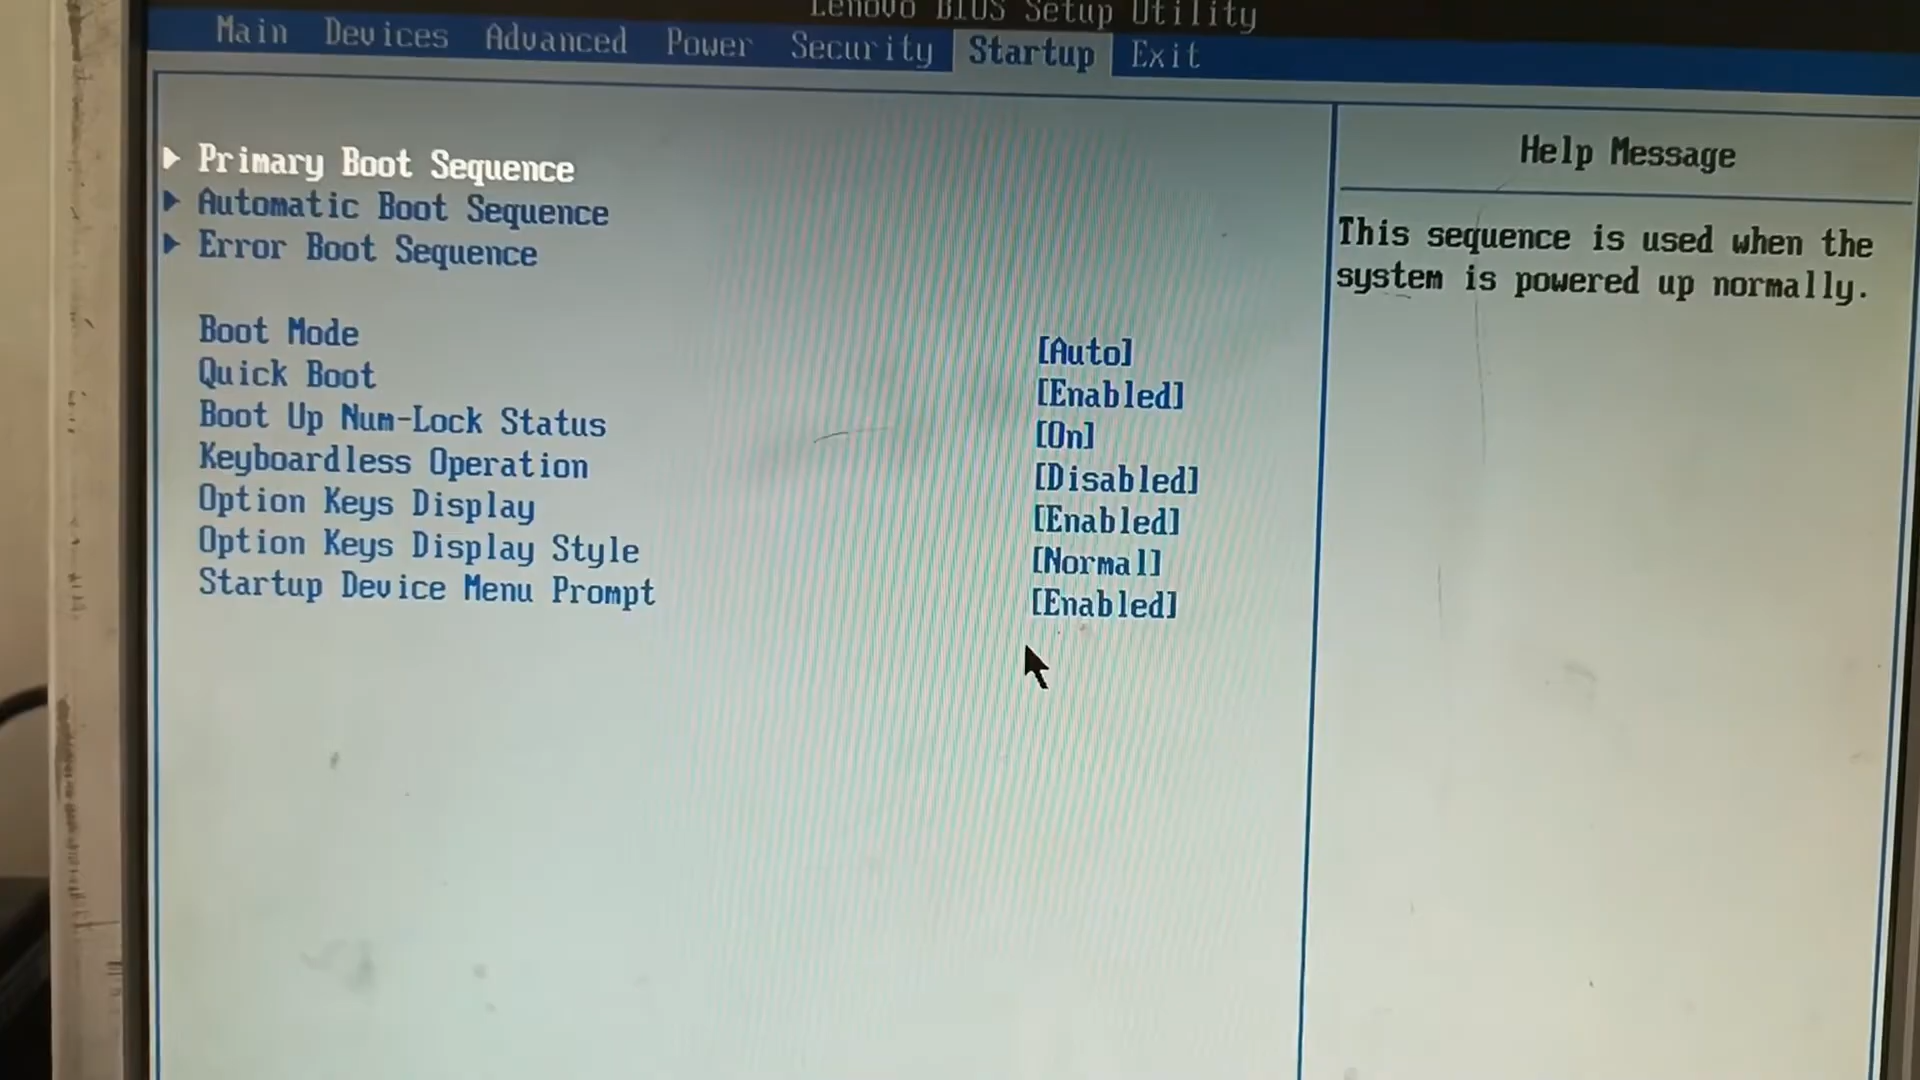 Lenovo BIOS Setup Utility
Main Devices Advanced Power Security Startup Exit
Primary Boot Sequence
Automatic Boot Sequence
Error Boot Sequence
Boot Mode [Auto]
Quick Boot [Enabled]
Boot Up Num-Lock Status [On]
Keyboardless Operation [Disabled]
Option Keys Display [Enabled]
Option Keys Display Style [Normal]
Startup Device Menu Prompt [Enabled]
Help Message
This sequence is used when the
system is powered up normally.